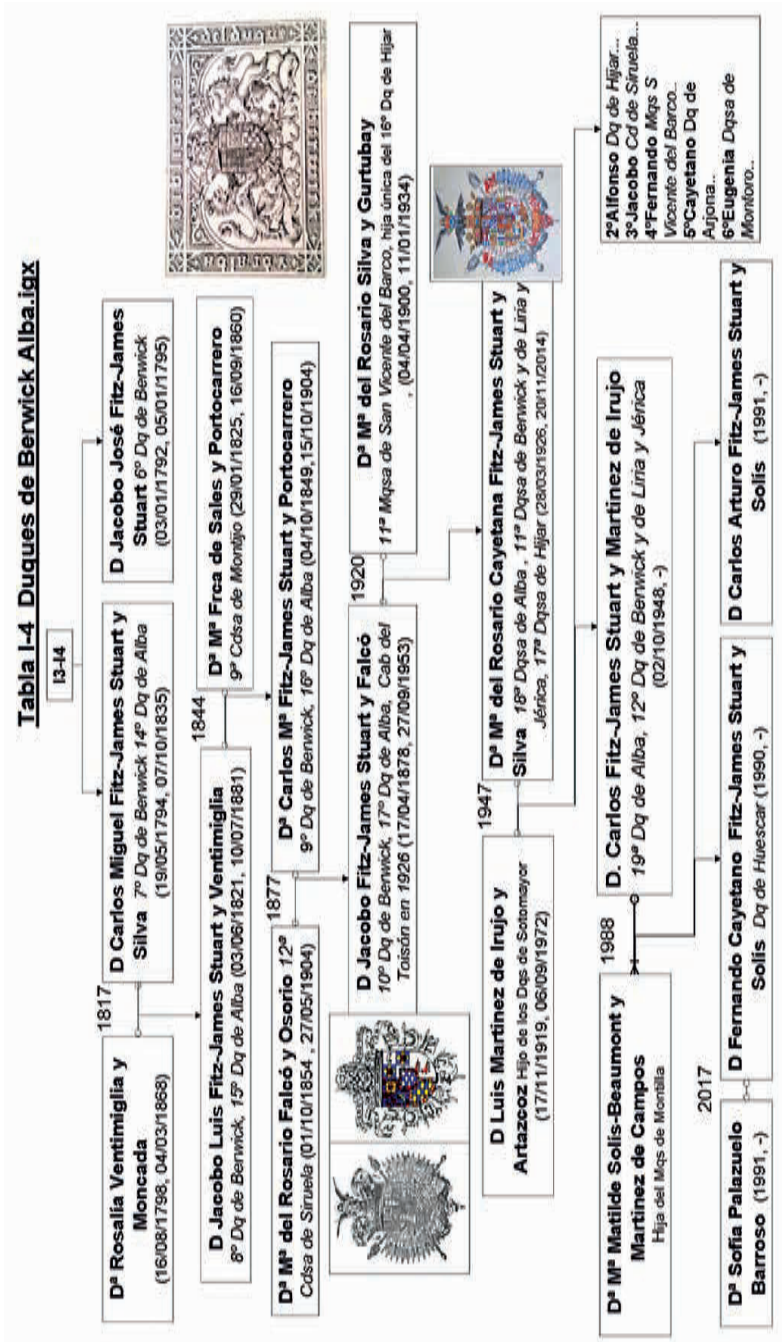 Tabla I-4 Duques de Berwick Alba.igx
I3-I4
1817
Dª Rosalía Ventimiglia y
Moncada
(16/08/1798, 04/03/1868)
D Carlos Miguel Fitz-James Stuart y
Silva 7º Dq de Berwick 14º Dq de Alba
(19/05/1794, 07/10/1835)
D Jacobo José Fitz-James
Stuart 6º Dq de Berwick
(03/01/1792, 05/01/1795)
1844
D Jacobo Luis Fitz-James Stuart y Ventimiglia
8º Dq de Berwick, 15º Dq de Alba (03/06/1821, 10/07/1881)
Dª Mª Frca de Sales y Portocarrero
9ª Cdsa de Montijo (29/01/1825, 16/09/1860)
1877
Dª Mª del Rosario Falcó y Osorio 12ª
Cdsa de Siruela (01/10/1854 , 27/05/1904)
Dª Carlos Mª Fitz-James Stuart y Portocarrero
9º Dq de Berwick, 16º Dq de Alba (04/10/1849,15/10/1904)
1920
D Jacobo Fitz-James Stuart y Falcó
10º Dq de Berwick, 17º Dq de Alba, Cab del
Toisón en 1926 (17/04/1878, 27/09/1953)
Dª Mª del Rosario Silva y Gurtubay
11ª Mqsa de San Vicente del Barco, hija única del 16º Dq de Hijar
, (04/04/1900, 11/01/1934)
1947
D Luis Martinez de Irujo y
Artazcoz Hijo de los Dqs de Sotomayor
(17/11/1919, 06/09/1972)
Dª Mª del Rosario Cayetana Fitz-James Stuart y
Silva 18ª Dqsa de Alba , 11ª Dqsa de Berwick y de Liria y
Jérica, 17ª Dqsa de Hijar (28/03/1926, 20/11/2014)
1988
Dª Mª Matilde Solís-Beaumont y
Martinez de Campos
Hija del Mqs de Montilla
D. Carlos Fitz-James Stuart y Martinez de Irujo
19ª Dq de Alba, 12º Dq de Berwick y de Liria y Jérica
(02/10/1948, -)
2ºAlfonso Dq de Hijar...
3ºJacobo Cd de Siruela...
4ºFernando Mqs S
Vicente del Barco..
5ºCayetano Dq de
Arjona..
6ºEugenia Dqsa de
Montoro..
2017
Dª Sofía Palazuelo
Barroso (1991, -)
D Fernando Cayetano Fitz-James Stuart y
Solís Dq de Huescar (1990, -)
D Carlos Arturo Fitz-James Stuart y
Solís (1991, -)